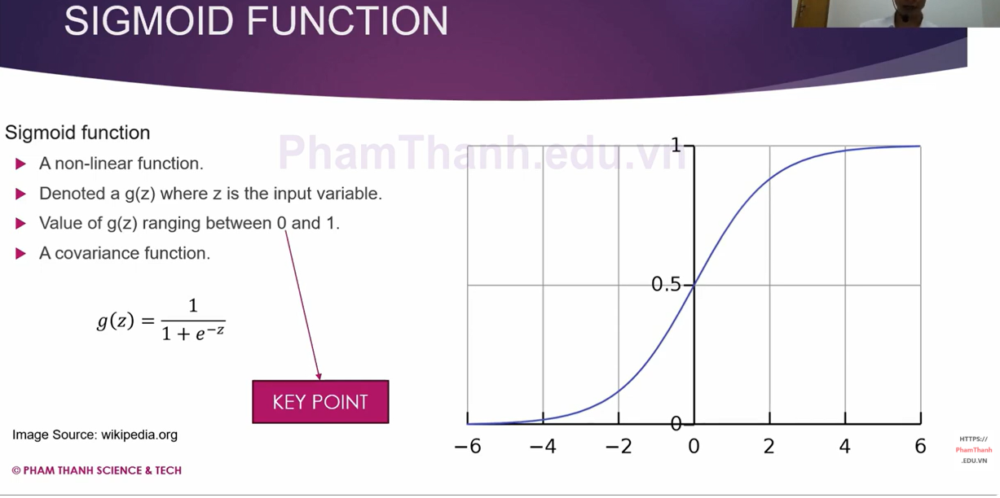 SIGMOID FUNCTION
PhamThanh.edu.vn
Sigmoid function
A non-linear function.
Denoted a g(z) where z is the input variable.
Value of g(z) ranging between 0 and 1.
A covariance function.
g(z) = 1 / (1 + e^−z)
KEY POINT
Image Source: wikipedia.org
© PHAM THANH SCIENCE & TECH
1
0.5
0
−6 −4 −2 0 2 4 6
HTTPS://
PhamThanh
.EDU.VN